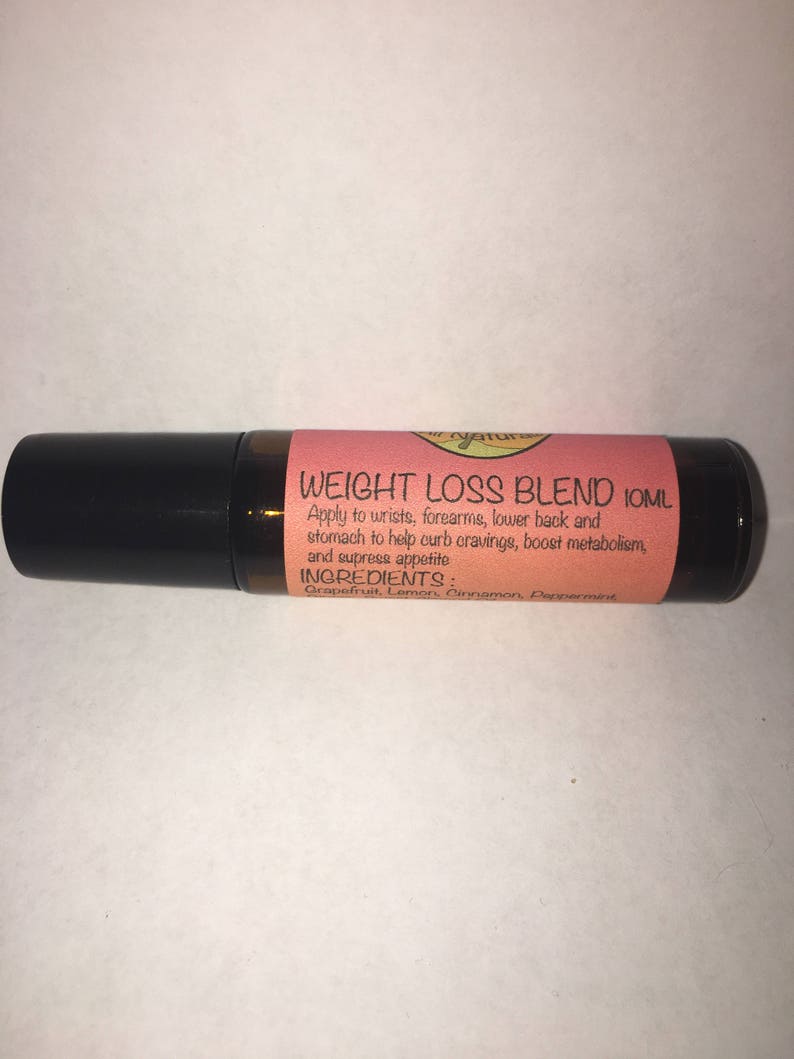 Natural
WEIGHT LOSS BLEND 10ML
Apply to wrists, forearms, lower back and
stomach to help curb cravings, boost metabolism,
and supress appetite
INGREDIENTS :
Grapefruit, Lemon, Cinnamon, Peppermint,